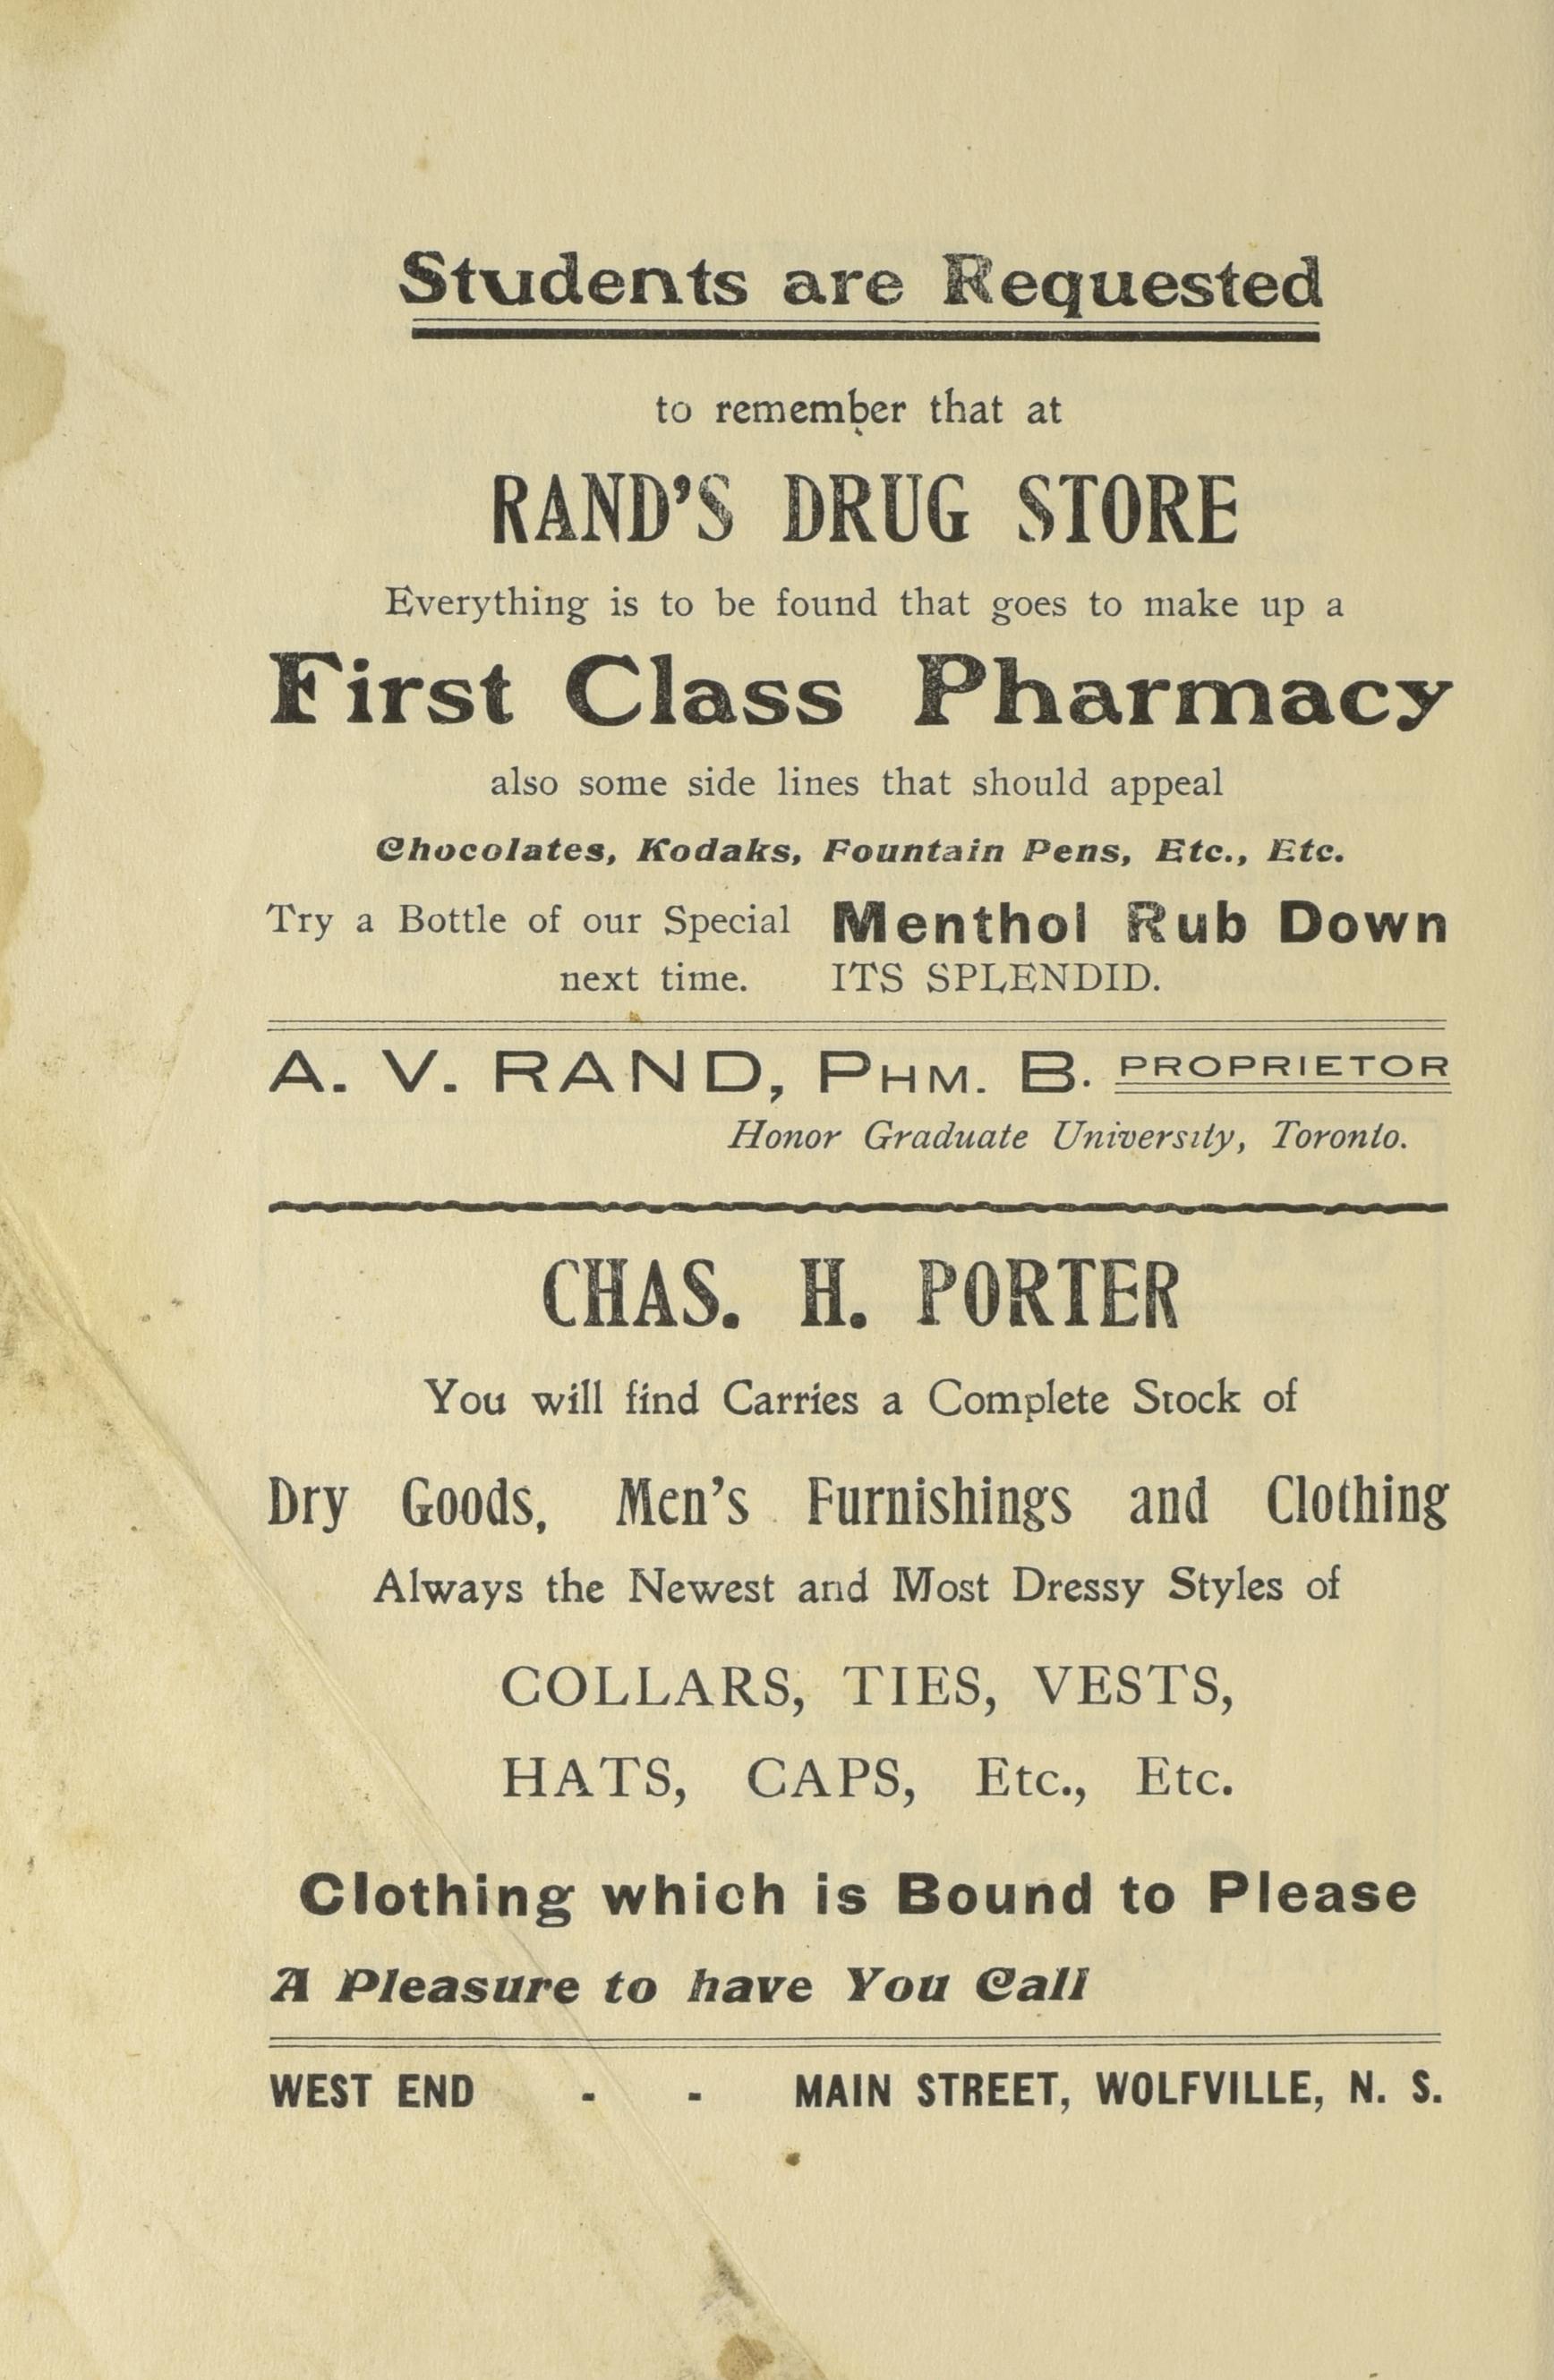 Students are Requested
to remember that at
RAND'S DRUG STORE
Everything is to be found that goes to make up a
First Class Pharmacy
also some side lines that should appeal
Chocolates, Kodaks, Fountain Pens, Etc., Etc.
Try a Bottle of our Special Menthol Rub Down
next time. ITS SPLENDID.
A. V. RAND, PHM. B. PROPRIETOR
Honor Graduate University, Toronto.
CHAS. H. PORTER
You will find Carries a Complete Stock of
Dry Goods, Men's Furnishings and Clothing
Always the Newest and Most Dressy Styles of
COLLARS, TIES, VESTS,
HATS, CAPS, Etc., Etc.
Clothing which is Bound to Please
A Pleasure to have You Call
WEST END - - MAIN STREET, WOLFVILLE, N. S.